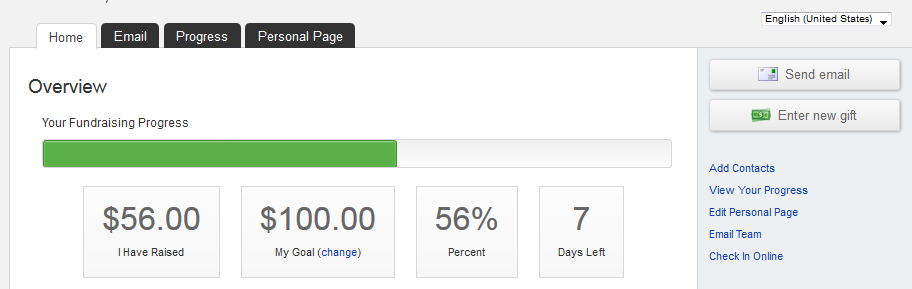 English (United States)
Home
Email
Progress
Personal Page
Send email
Enter new gift
Overview
Your Fundraising Progress
$56.00
I Have Raised
$100.00
My Goal (change)
56%
Percent
7
Days Left
Add Contacts
View Your Progress
Edit Personal Page
Email Team
Check In Online